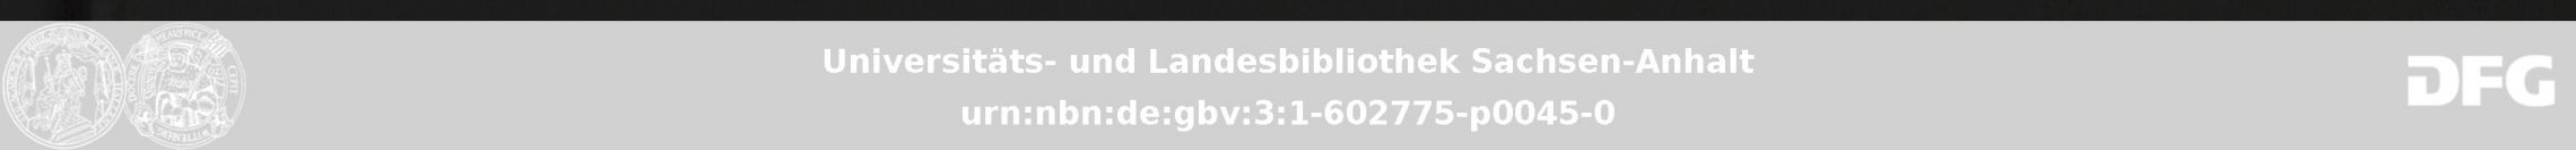 Universitäts- und Landesbibliothek Sachsen-Anhalt
urn:nbn:de:gbv:3:1-602775-p0045-0
DFG